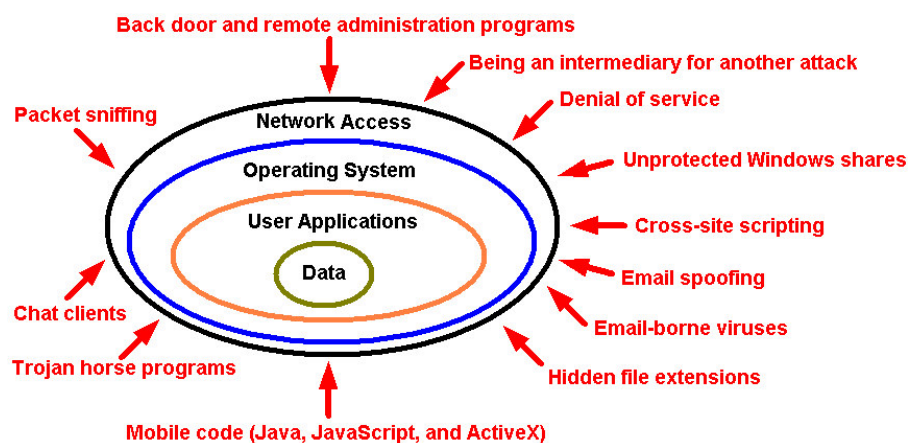 Back door and remote administration programs
Being an intermediary for another attack
Denial of service
Packet sniffing
Network Access
Unprotected Windows shares
Operating System
User Applications
Cross-site scripting
Data
Email spoofing
Chat clients
Email-borne viruses
Trojan horse programs
Hidden file extensions
Mobile code (Java, JavaScript, and ActiveX)